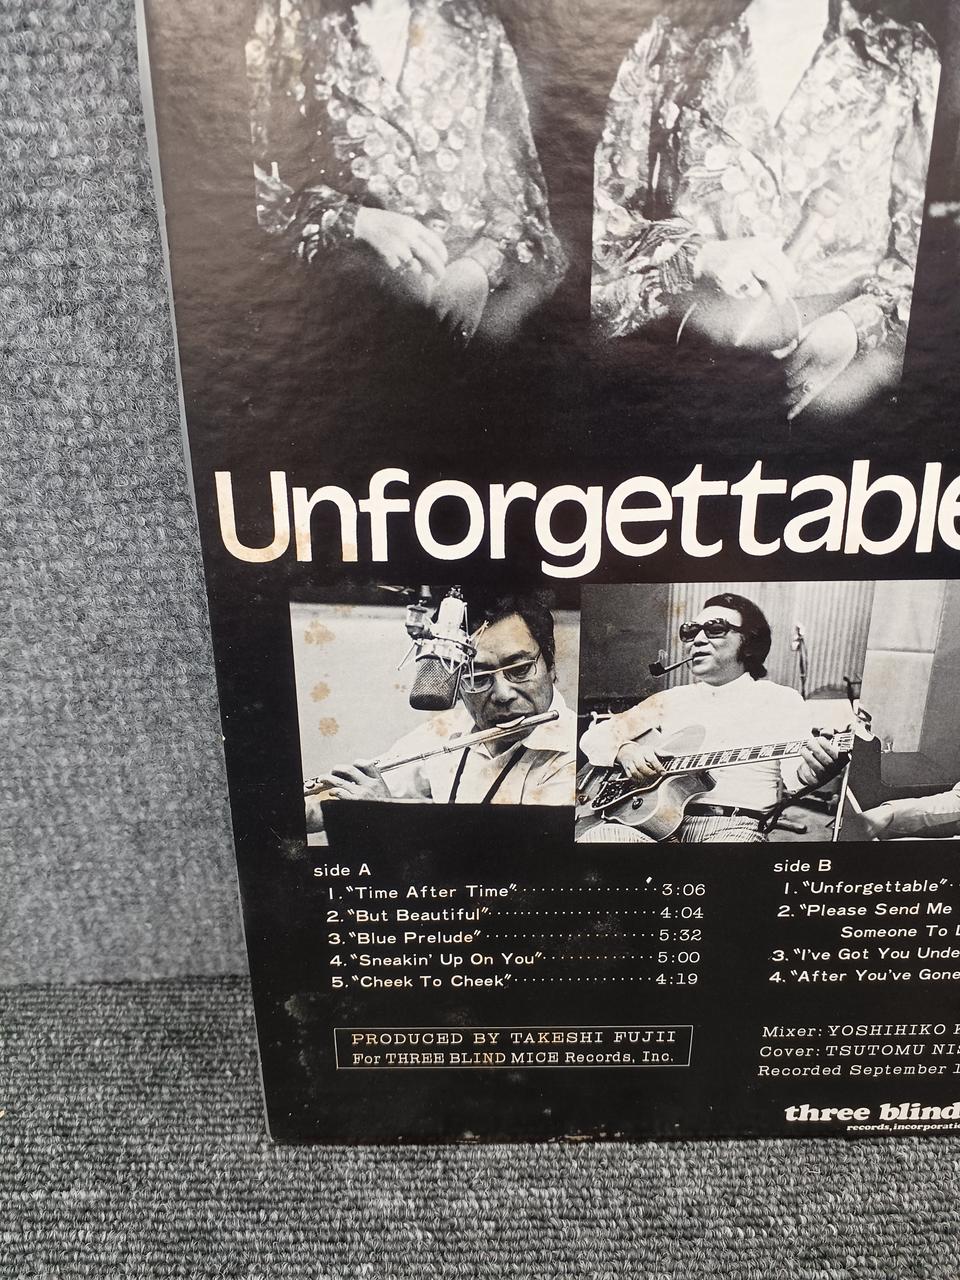 Unforgettable
side A
1. "Time After Time" 3:06
2. "But Beautiful" 4:04
3. "Blue Prelude" 5:32
4. "Sneakin' Up On You" 5:00
5. "Cheek To Cheek" 4:19
PRODUCED BY TAKESHI FUJII
For THREE BLIND MICE Records, Inc.
side B
1. "Unforgettable"
2. "Please Send Me
Someone To
3. "I've Got You Unde
4. "After You've Gone
Mixer: YOSHIHIKO
Cover: TSUTOMU NIS
Recorded September 1
three blind
records, incorporati